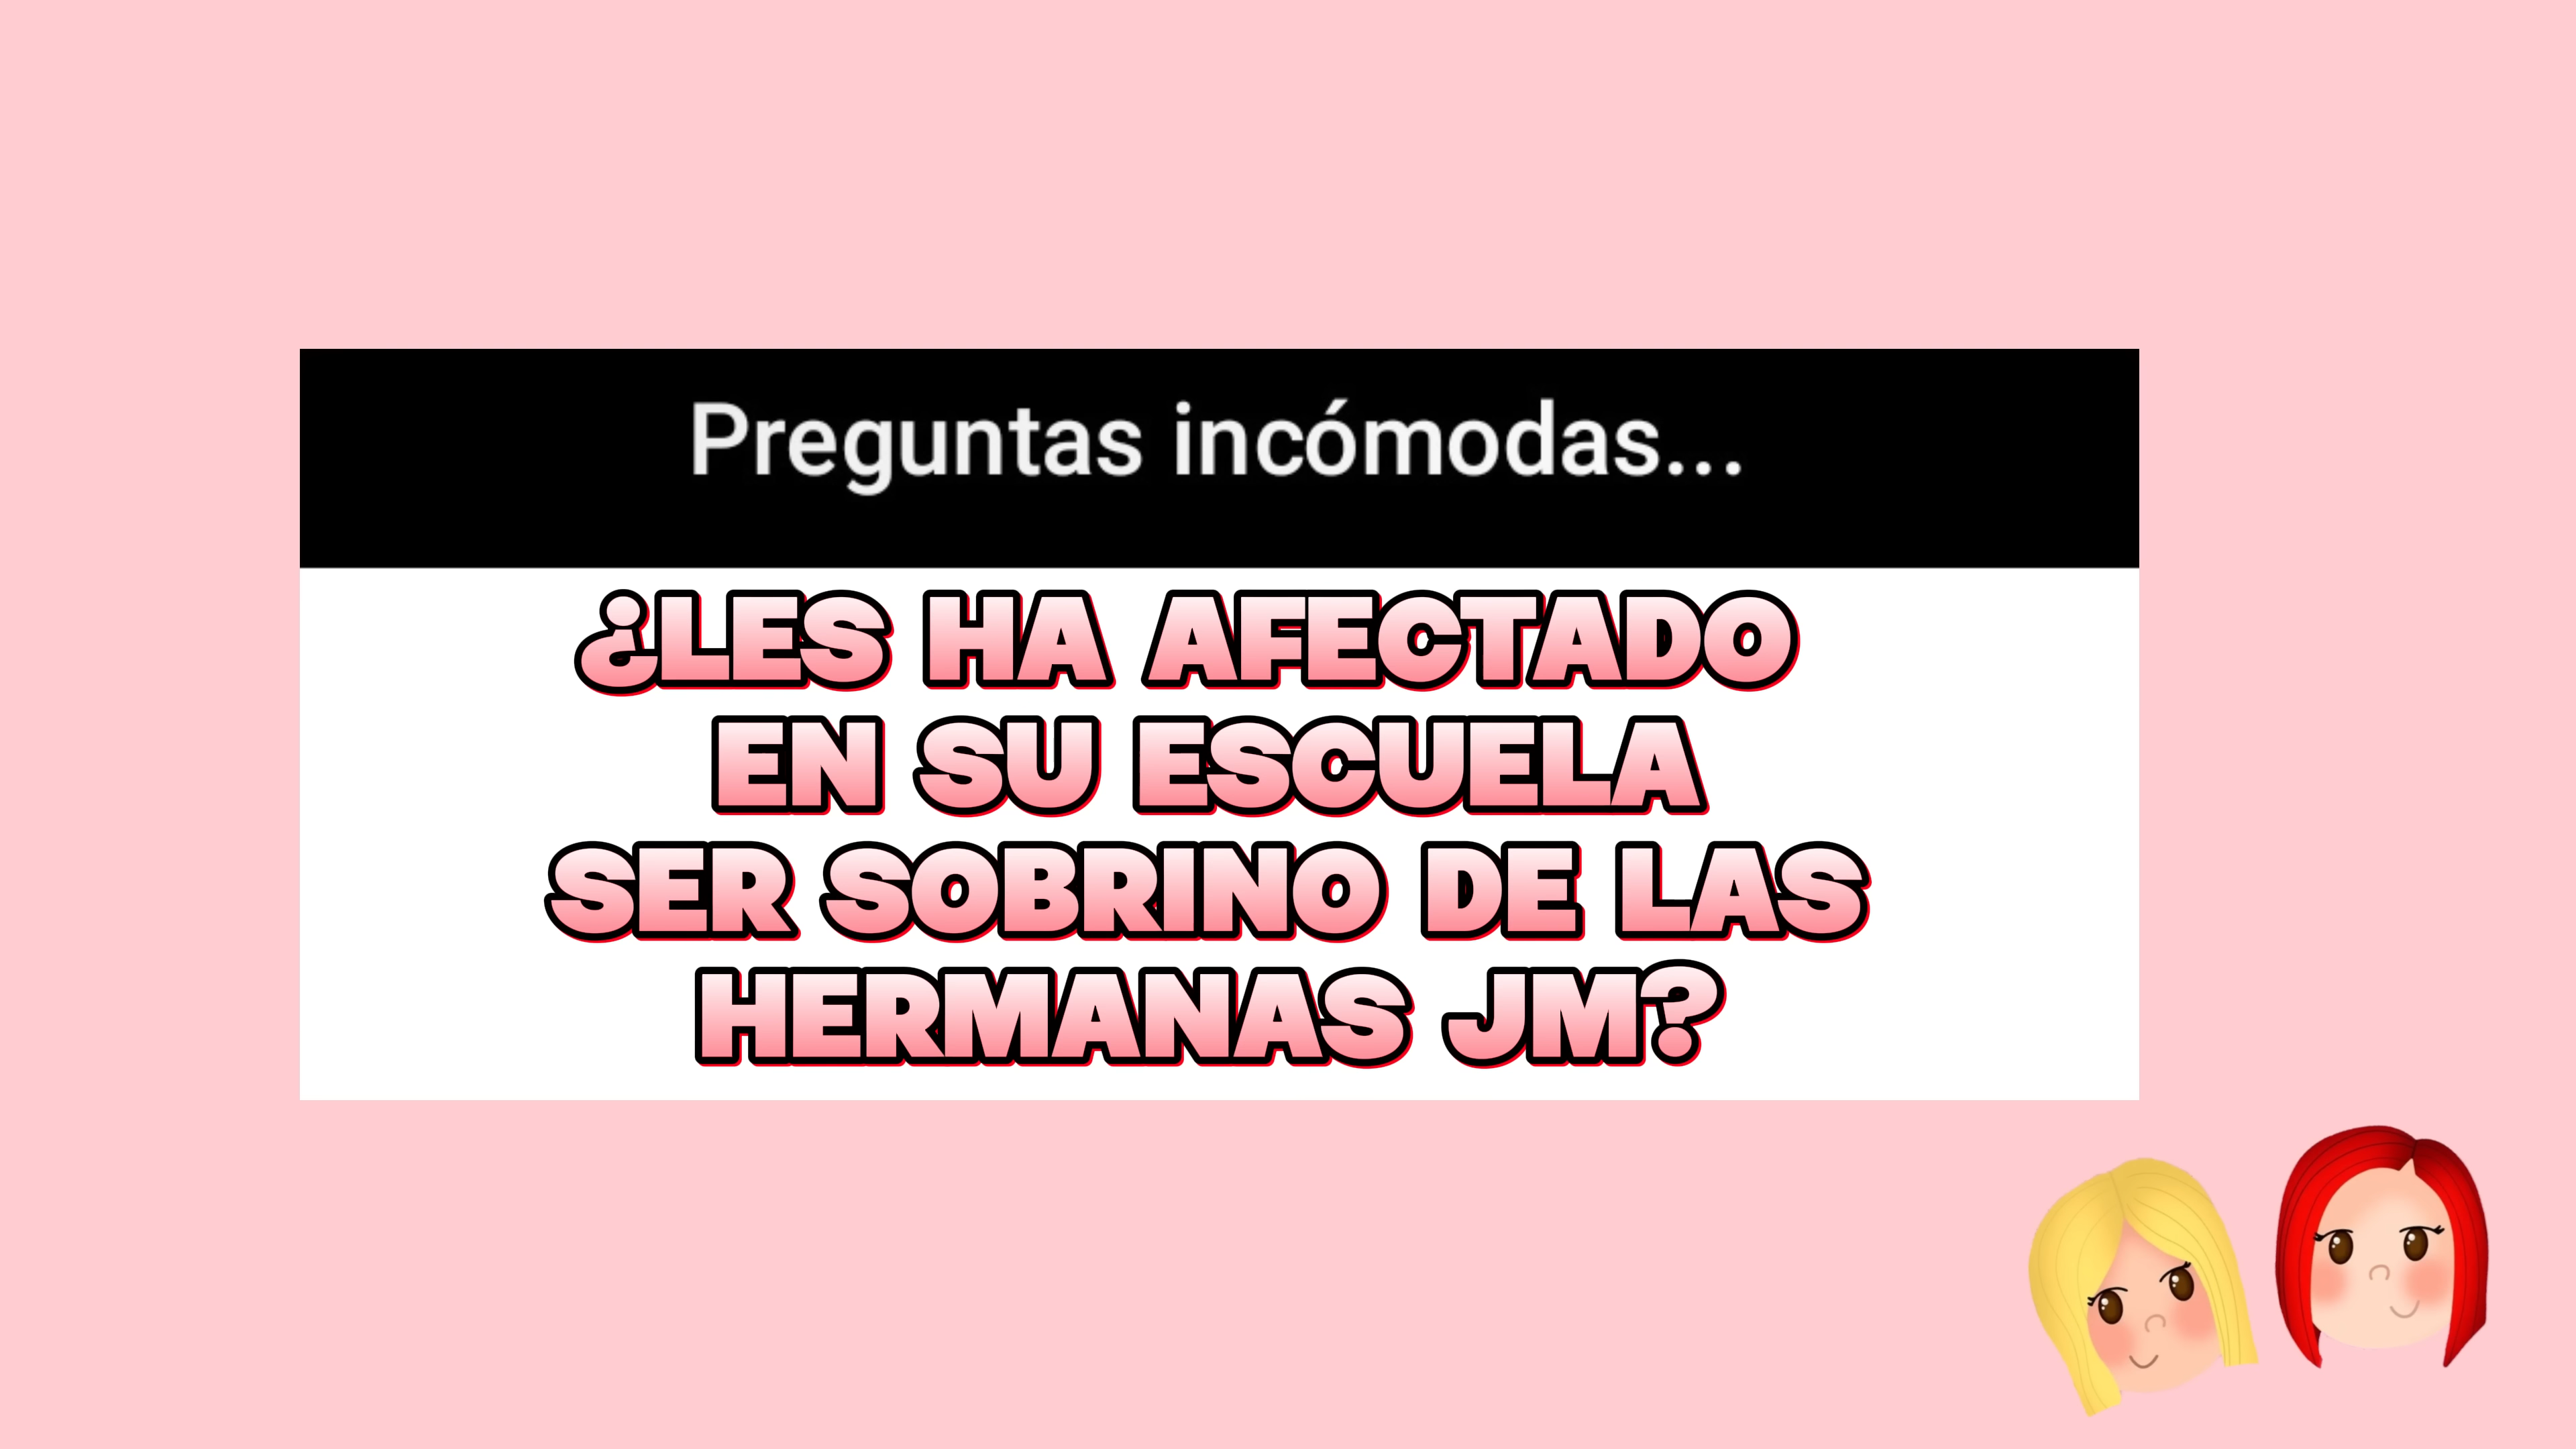 Preguntas incómodas...
¿LES HA AFECTADO
EN SU ESCUELA
SER SOBRINO DE LAS
HERMANAS JM?